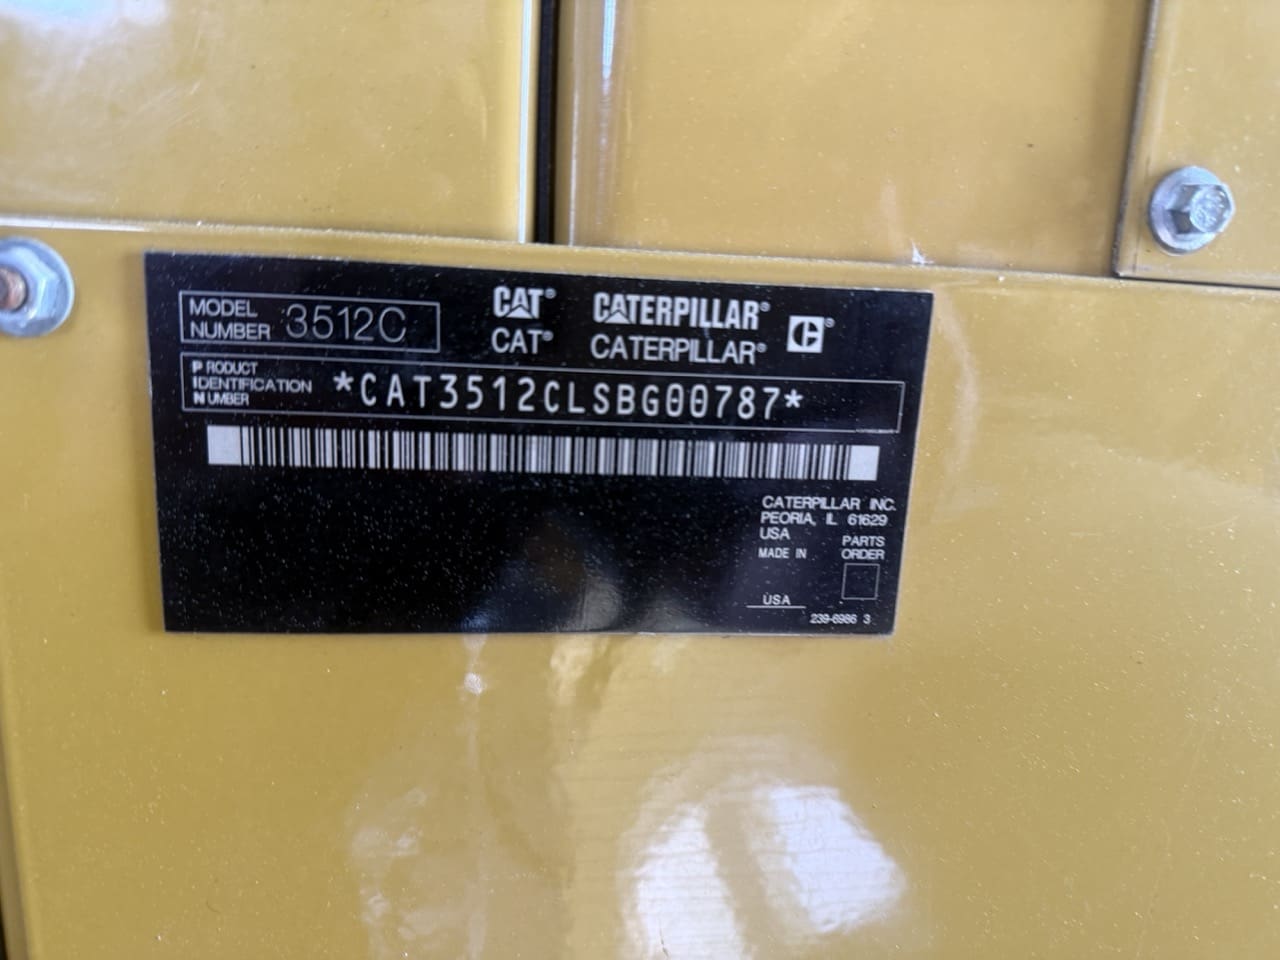 MODEL
NUMBER 3512C
CAT® CATERPILLAR®
CAT® CATERPILLAR®
C®
PRODUCT
IDENTIFICATION
NUMBER
*CAT3512CLSBG00787*
CATERPILLAR INC.
PEORIA, IL 61629
USA
MADE IN
USA
PARTS
ORDER
239-6986 3